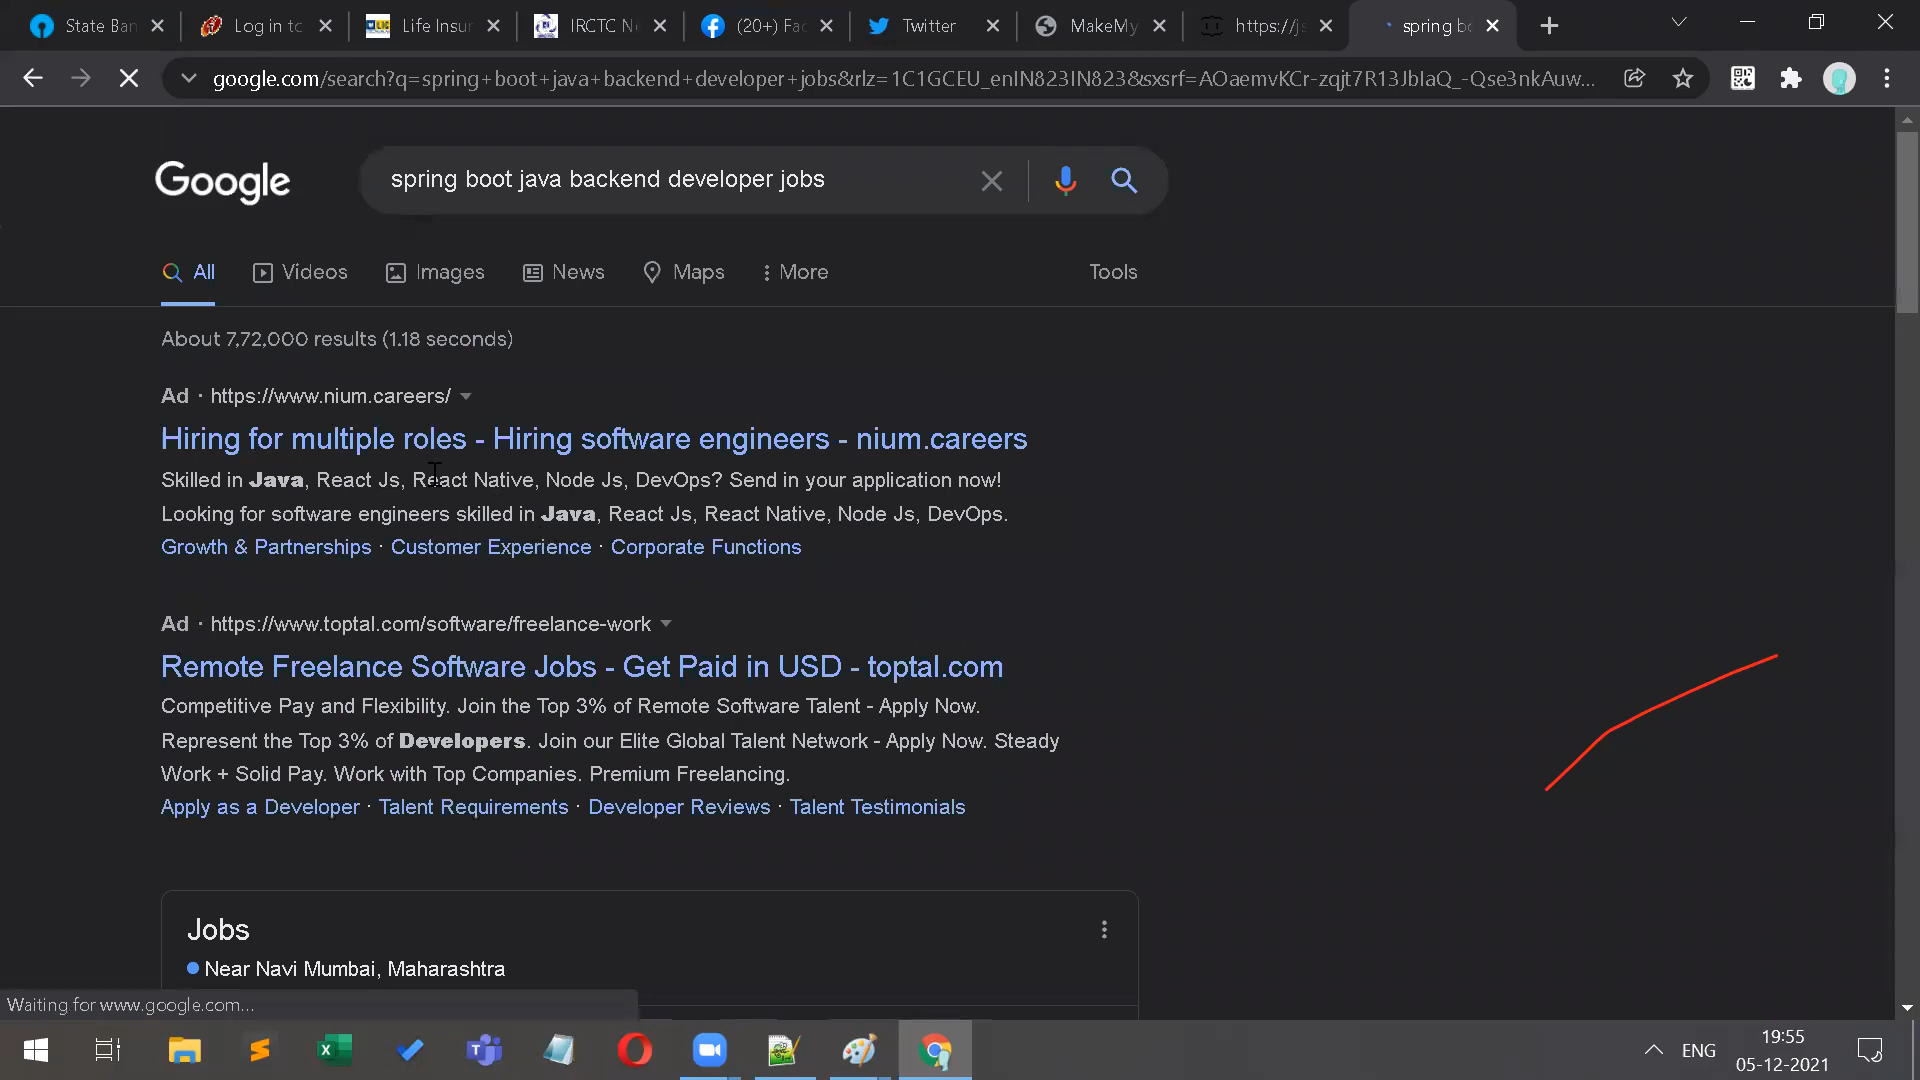 State Ban
Log in to
Life Insur
IRCTC N
(20+) Fac
Twitter
MakeMy
https://js
spring bo
google.com/search?q=spring+boot+java+backend+developer+jobs&rlz=1C1GCEU_enIN823IN823&sxsrf=AOaemvKCr-zqjt7R13JbIaQ_-Qse3nkAuw...
Google
spring boot java backend developer jobs
All
Videos
Images
News
Maps
More
Tools
About 7,72,000 results (1.18 seconds)
Ad · https://www.nium.careers/
Hiring for multiple roles - Hiring software engineers - nium.careers
Skilled in Java, React Js, React Native, Node Js, DevOps? Send in your application now!
Looking for software engineers skilled in Java, React Js, React Native, Node Js, DevOps.
Growth & Partnerships · Customer Experience · Corporate Functions
Ad · https://www.toptal.com/software/freelance-work
Remote Freelance Software Jobs - Get Paid in USD - toptal.com
Competitive Pay and Flexibility. Join the Top 3% of Remote Software Talent - Apply Now.
Represent the Top 3% of Developers. Join our Elite Global Talent Network - Apply Now. Steady
Work + Solid Pay. Work with Top Companies. Premium Freelancing.
Apply as a Developer · Talent Requirements · Developer Reviews · Talent Testimonials
Jobs
Near Navi Mumbai, Maharashtra
Waiting for www.google.com...
ENG
19:55
05-12-2021